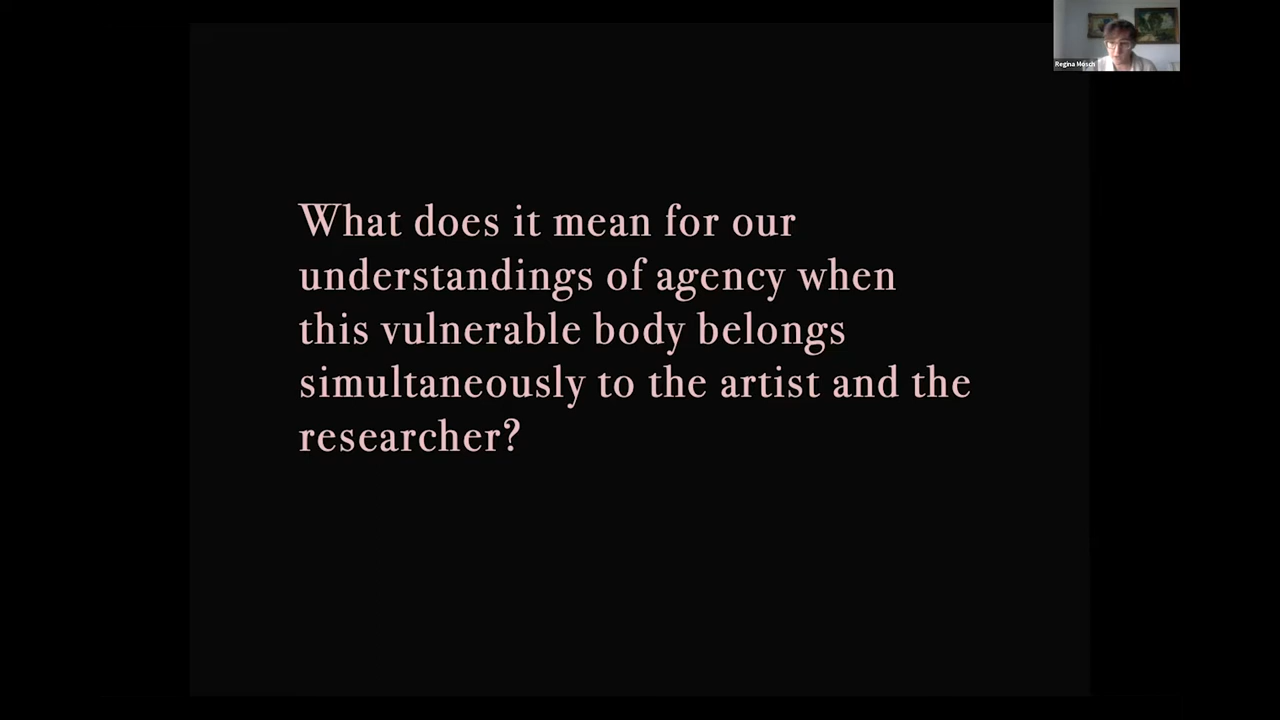 Regina Mosch
What does it mean for our
understandings of agency when
this vulnerable body belongs
simultaneously to the artist and the
researcher?